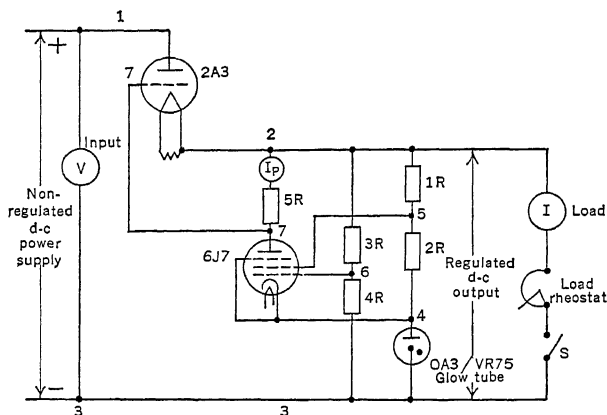 1
+
7
2A3
2
Input
V
Ip
1R
I
Load
Non-
regulated
d-c
power
supply
5R
7
5
6J7
3R
2R
6
Regulated
d-c
output
Load
rheostat
4R
4
S
OA3/VR75
Glow tube
−
3
3